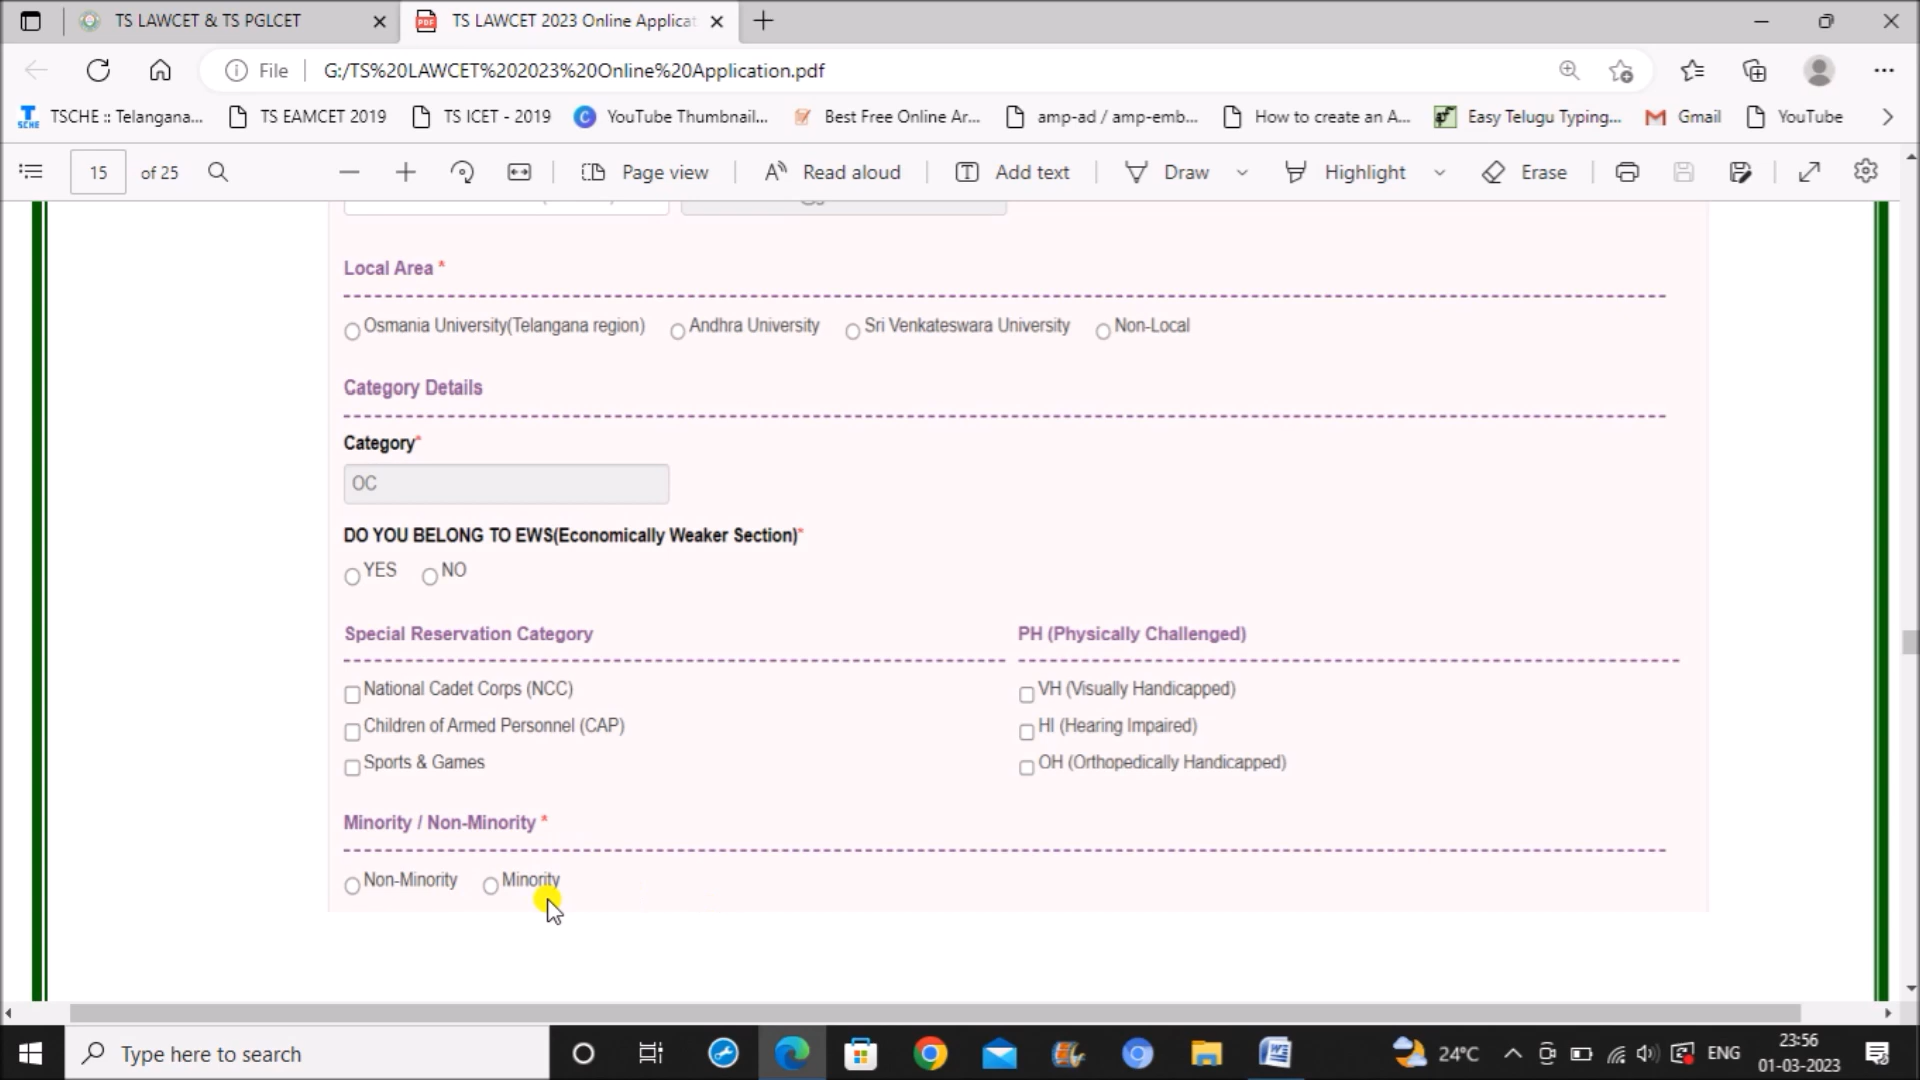 TS LAWCET & TS PGLCET
TS LAWCET 2023 Online Applicat
File
G:/TS%20LAWCET%202023%20Online%20Application.pdf
TSCHE :: Telangana...
TS EAMCET 2019
TS ICET - 2019
YouTube Thumbnail...
Best Free Online Ar...
amp-ad / amp-emb...
How to create an A...
Easy Telugu Typing...
Gmail
YouTube
15 of 25
Page view
Read aloud
Add text
Draw
Highlight
Erase
Local Area *
Osmania University(Telangana region) Andhra University Sri Venkateswara University Non-Local
Category Details
Category*
OC
DO YOU BELONG TO EWS(Economically Weaker Section)*
YES NO
Special Reservation Category PH (Physically Challenged)
National Cadet Corps (NCC) VH (Visually Handicapped)
Children of Armed Personnel (CAP) HI (Hearing Impaired)
Sports & Games OH (Orthopedically Handicapped)
Minority / Non-Minority *
Non-Minority Minority
Type here to search
24°C
ENG
23:56
01-03-2023